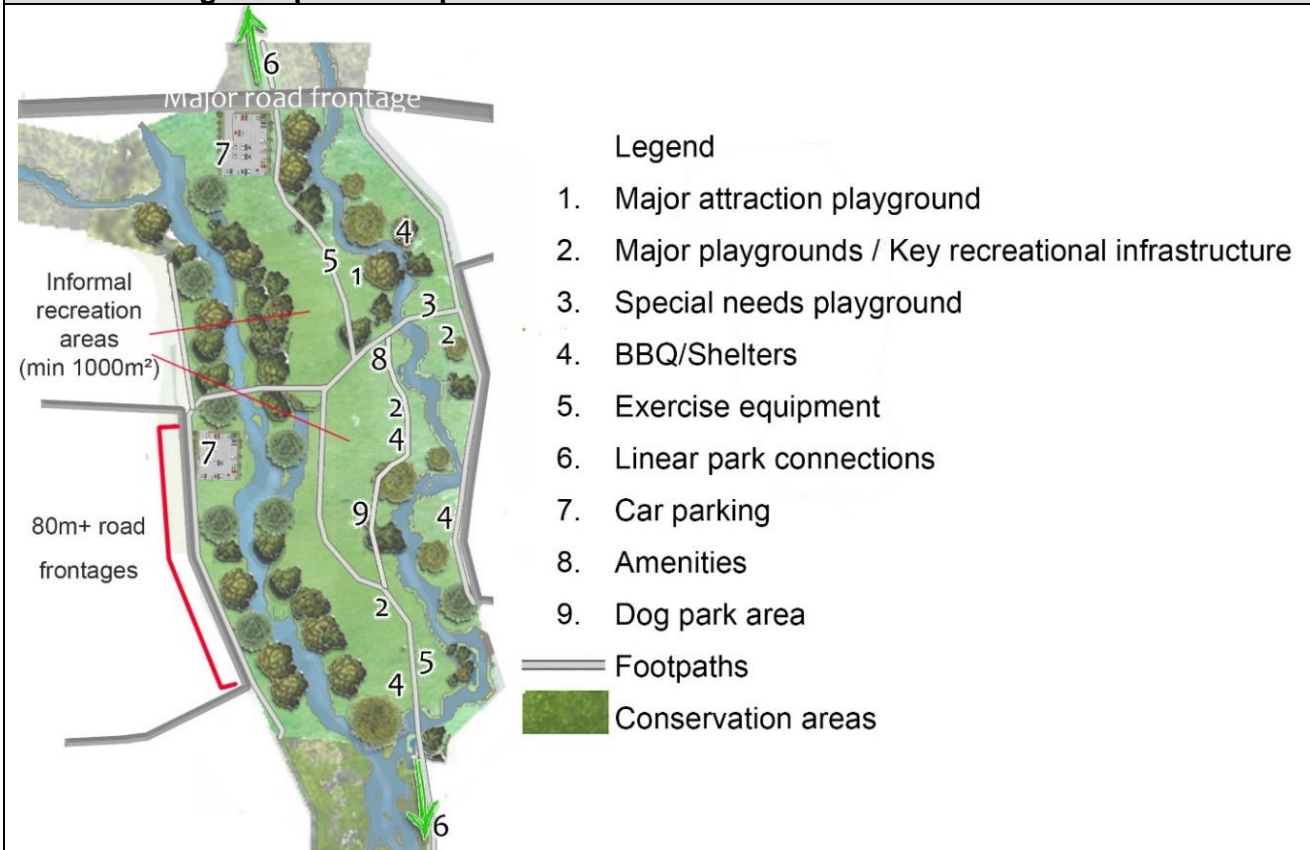 6
Major road frontage
7
4
5
1
Informal
recreation
areas
(min 1000m²)
3
2
8
2
4
7
9
4
80m+ road
frontages
2
5
4
6
Legend
1. Major attraction playground
2. Major playgrounds / Key recreational infrastructure
3. Special needs playground
4. BBQ/Shelters
5. Exercise equipment
6. Linear park connections
7. Car parking
8. Amenities
9. Dog park area
Footpaths
Conservation areas